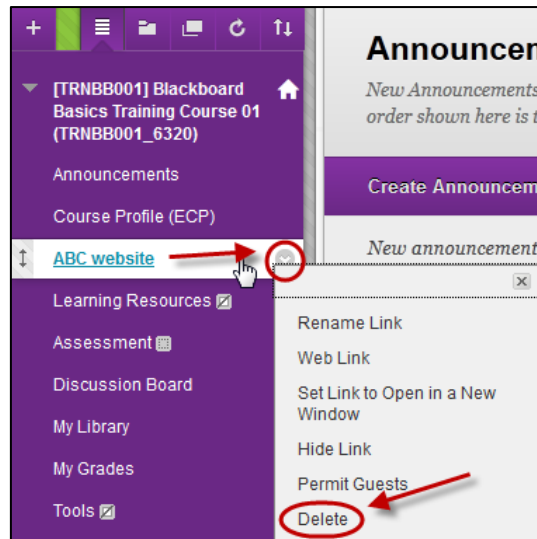 [TRNBB001] Blackboard
Basics Training Course 01
(TRNBB001_6320)
Announcements
Course Profile (ECP)
ABC website
Learning Resources
Assessment
Discussion Board
My Library
My Grades
Tools
Announcem
New Announcements
order shown here is t
Create Announcem
New announcement
Rename Link
Web Link
Set Link to Open in a New
Window
Hide Link
Permit Guests
Delete